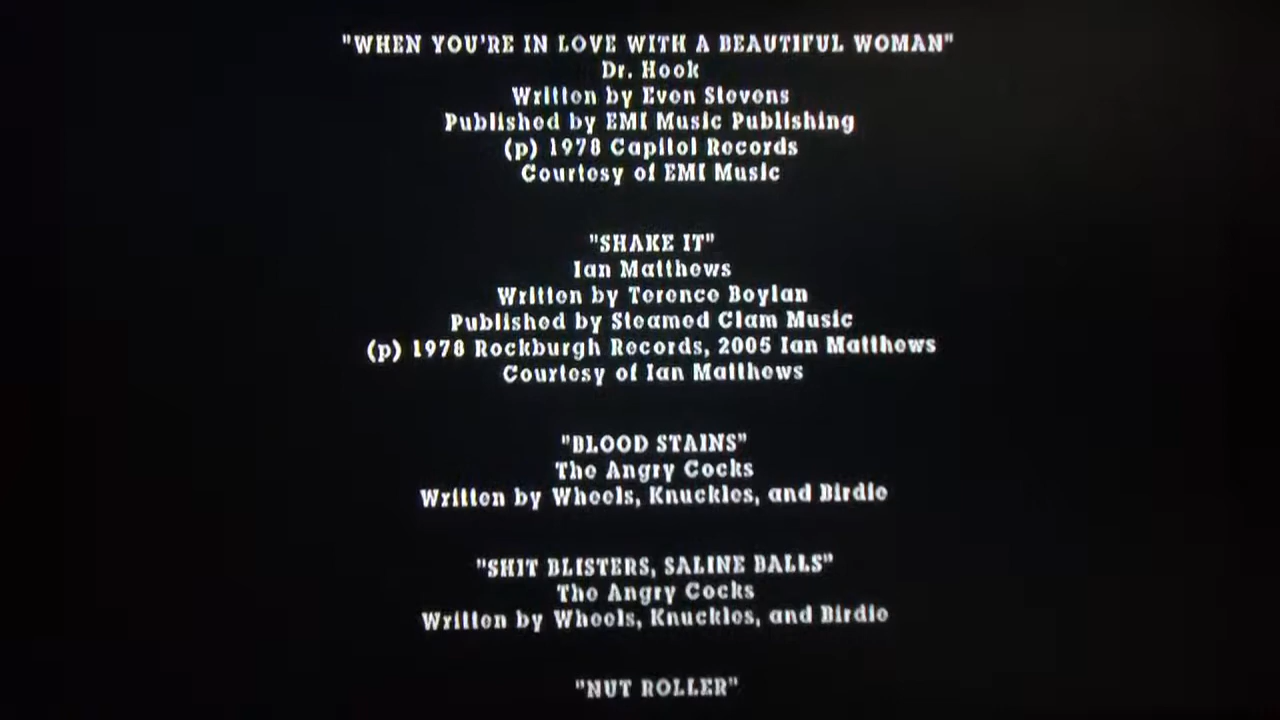 "WHEN YOU'RE IN LOVE WITH A BEAUTIFUL WOMAN"
Dr. Hook
Written by Even Stevens
Published by EMI Music Publishing
(p) 1978 Capitol Records
Courtesy of EMI Music
"SHAKE IT"
Ian Matthews
Written by Terence Boylan
Published by Steamed Clam Music
(p) 1978 Rockburgh Records, 2005 Ian Matthews
Courtesy of Ian Matthews
"BLOOD STAINS"
The Angry Cocks
Written by Wheels, Knuckles, and Birdie
"SHIT BLISTERS, SALINE BALLS"
The Angry Cocks
Written by Wheels, Knuckles, and Birdie
"NUT ROLLER"